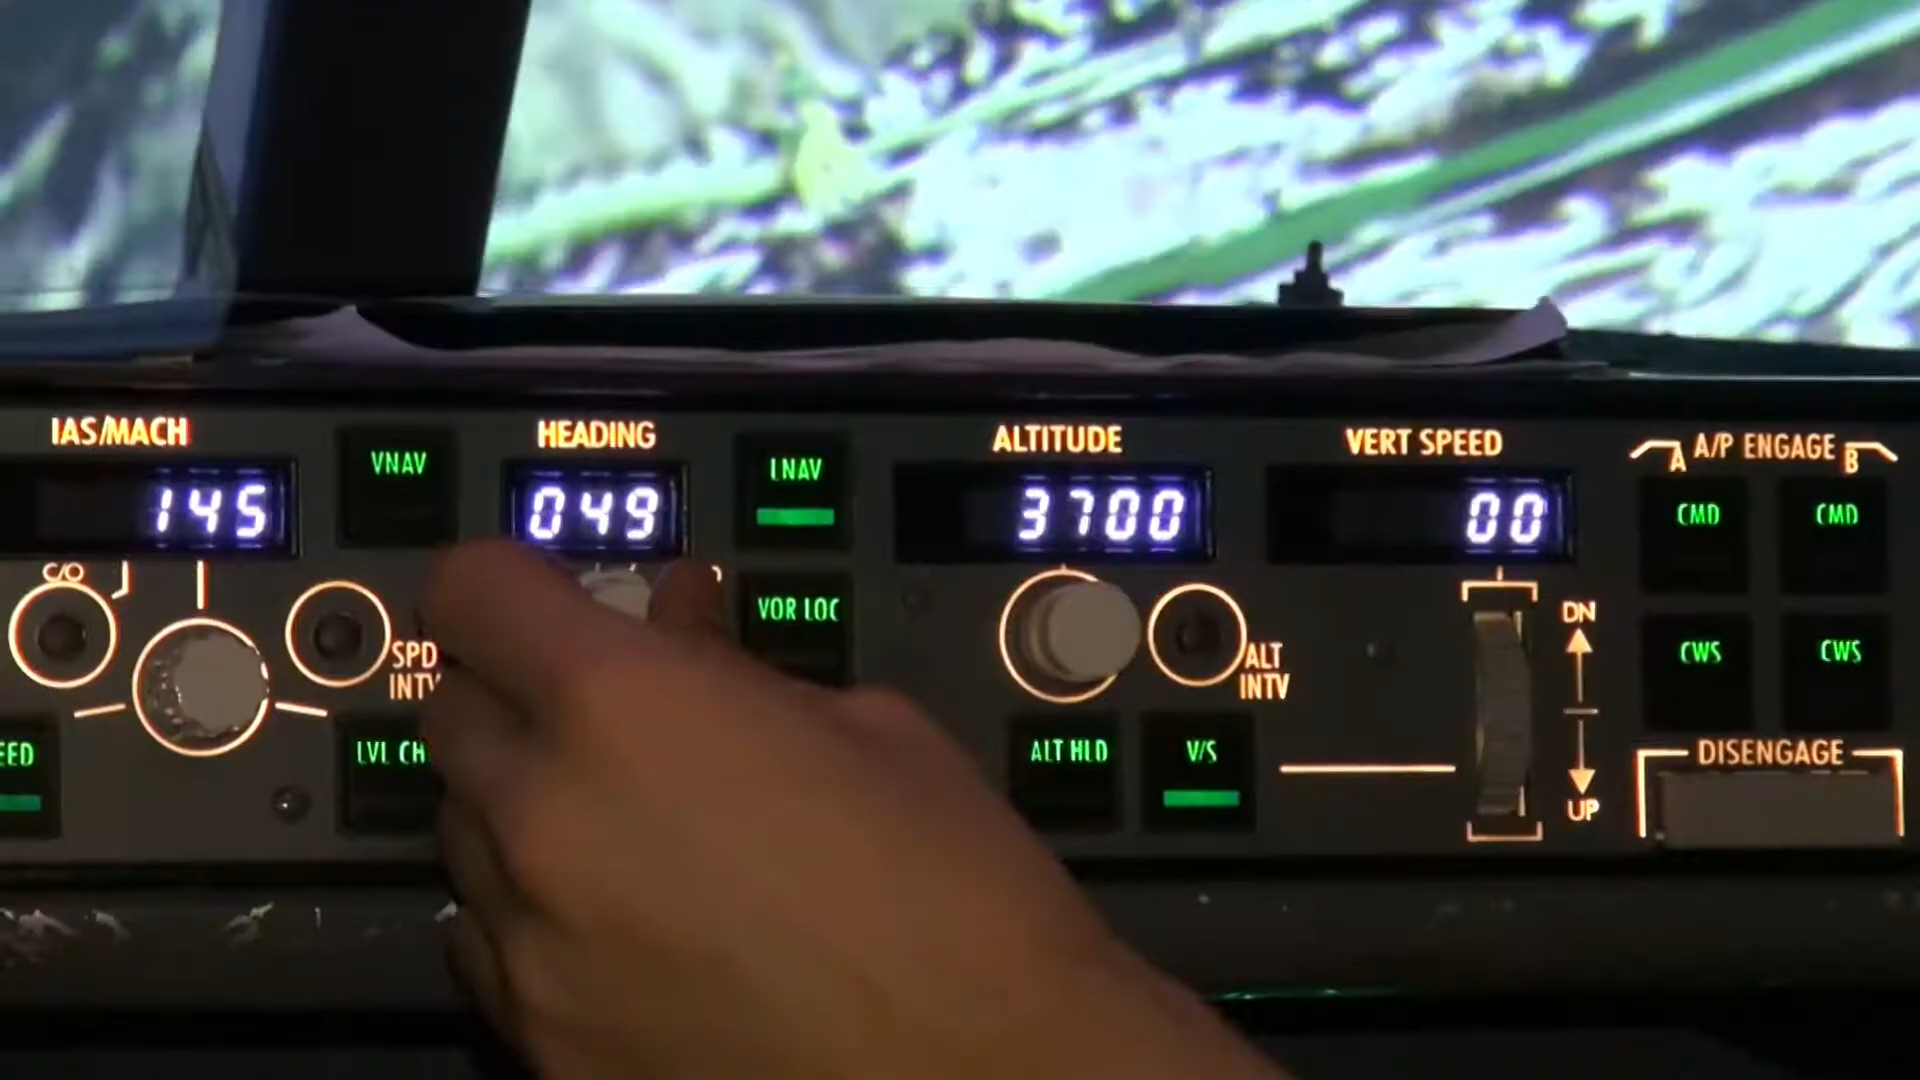 IAS/MACH
145
VNAV
HEADING
049
LNAV
ALTITUDE
3700
VERT SPEED
00
A/P ENGAGE
A
B
CMD
CMD
C/O
SPD
INTV
VOR LOC
ALT
INTV
DN
UP
CWS
CWS
LVL CH
ALT HLD
V/S
DISENGAGE